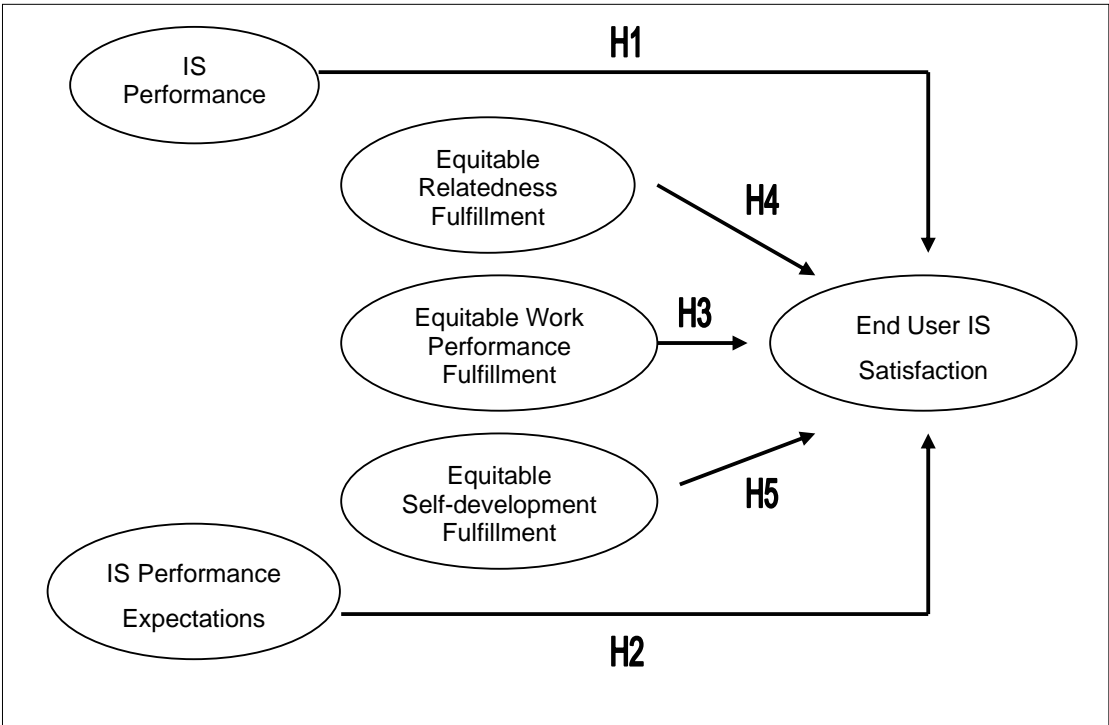 H1
IS
Performance
Equitable
Relatedness
Fulfillment
H4
Equitable Work
Performance
Fulfillment
H3
End User IS
Satisfaction
Equitable
Self-development
Fulfillment
H5
IS Performance
Expectations
H2